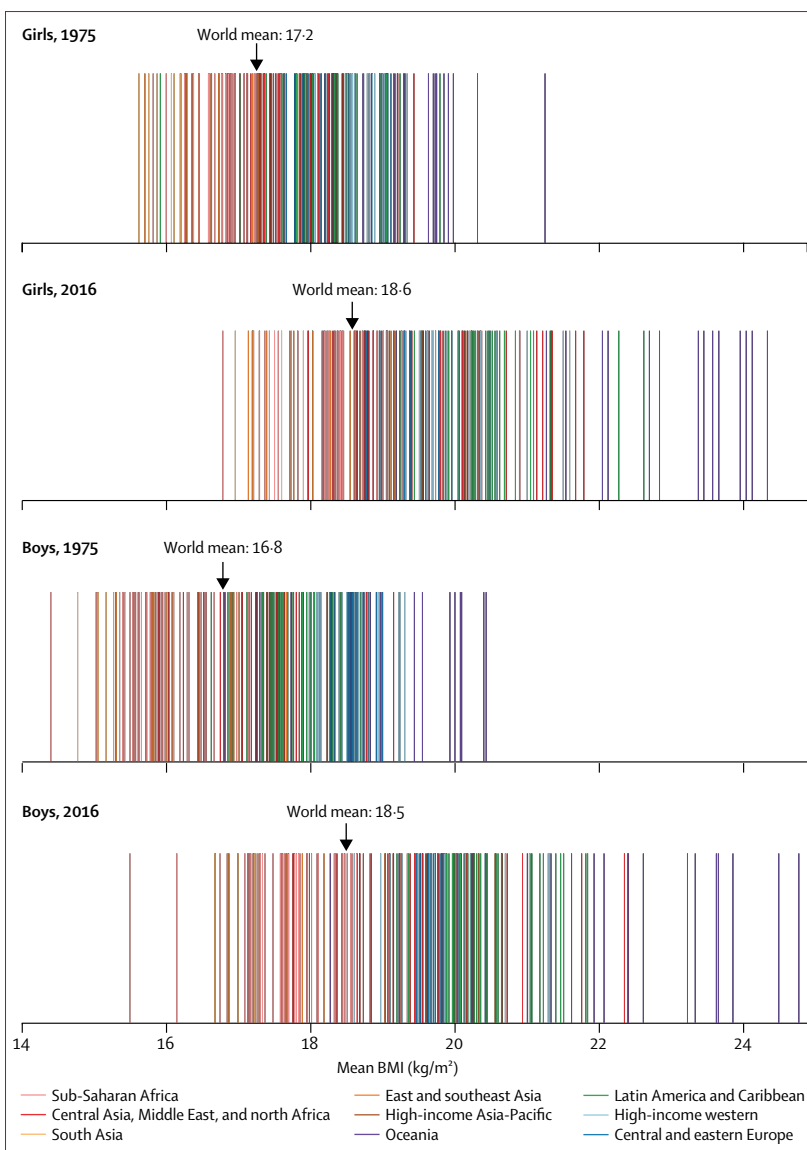 Girls, 1975
World mean: 17·2
Girls, 2016
World mean: 18·6
Boys, 1975
World mean: 16·8
Boys, 2016
World mean: 18·5
14 16 18 20 22 24
Mean BMI (kg/m²)
Sub-Saharan Africa
Central Asia, Middle East, and north Africa
South Asia
East and southeast Asia
High-income Asia-Pacific
Oceania
Latin America and Caribbean
High-income western
Central and eastern Europe